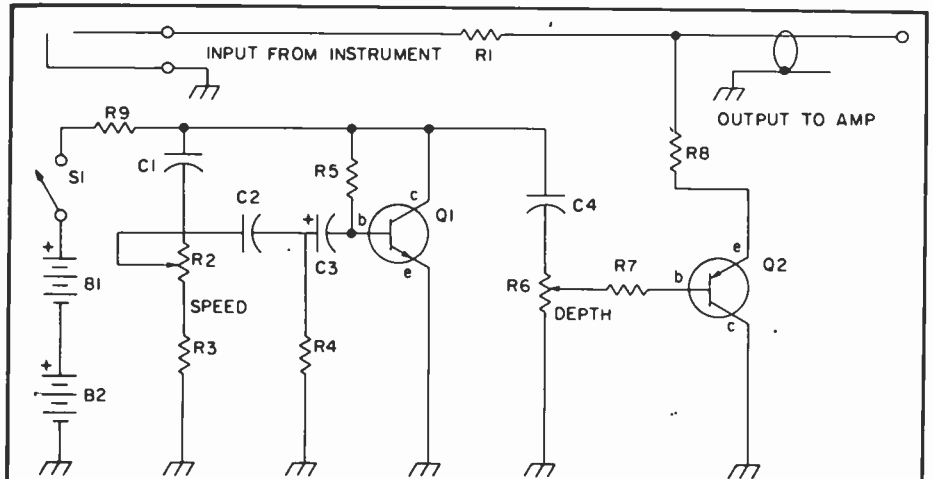 INPUT FROM INSTRUMENT
R1
OUTPUT TO AMP
R9
S1
C1
R5
c
Q1
C2
b
+
C3
e
R2
SPEED
R3
R4
+
B1
+
B2
C4
R6
DEPTH
R7
R8
e
b
Q2
c